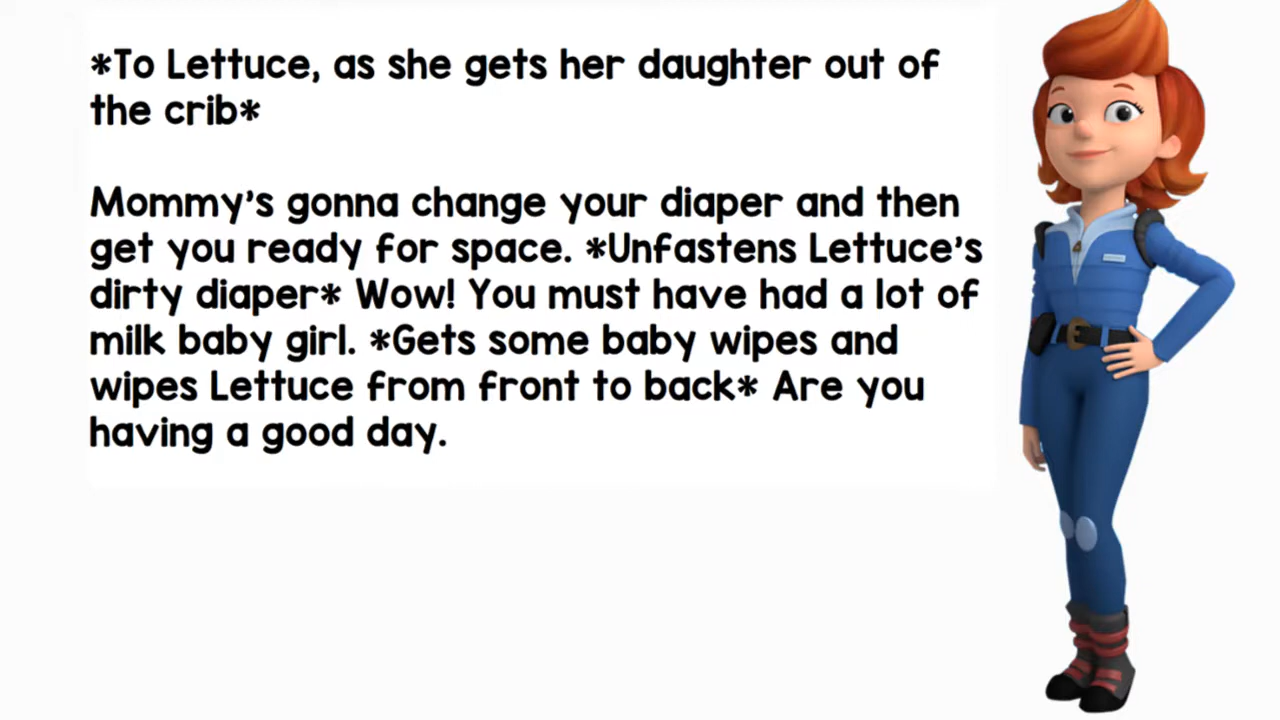 *To Lettuce, as she gets her daughter out of
the crib*
Mommy's gonna change your diaper and then
get you ready for space. *Unfastens Lettuce's
dirty diaper* Wow! You must have had a lot of
milk baby girl. *Gets some baby wipes and
wipes Lettuce from front to back* Are you
having a good day.